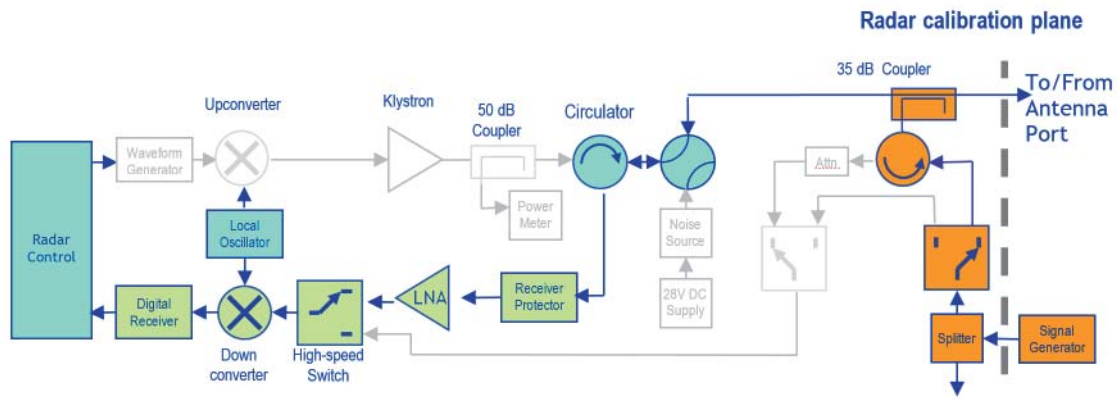 Radar calibration plane
35 dB Coupler
To/From
Antenna
Port
Upconverter
Klystron
50 dB
Coupler
Circulator
Waveform
Generator
Attn.
Power
Meter
Noise
Source
Local
Oscillator
Radar
Control
28V DC
Supply
Digital
Receiver
LNA
Receiver
Protector
Splitter
Signal
Generator
Down
converter
High-speed
Switch